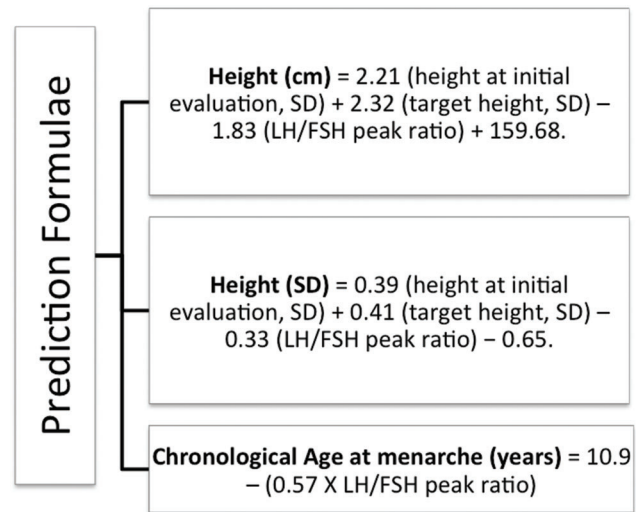 Prediction Formulae
Height (cm) = 2.21 (height at initial
evaluation, SD) + 2.32 (target height, SD) –
1.83 (LH/FSH peak ratio) + 159.68.
Height (SD) = 0.39 (height at initial
evaluation, SD) + 0.41 (target height, SD) –
0.33 (LH/FSH peak ratio) – 0.65.
Chronological Age at menarche (years) = 10.9
– (0.57 X LH/FSH peak ratio)